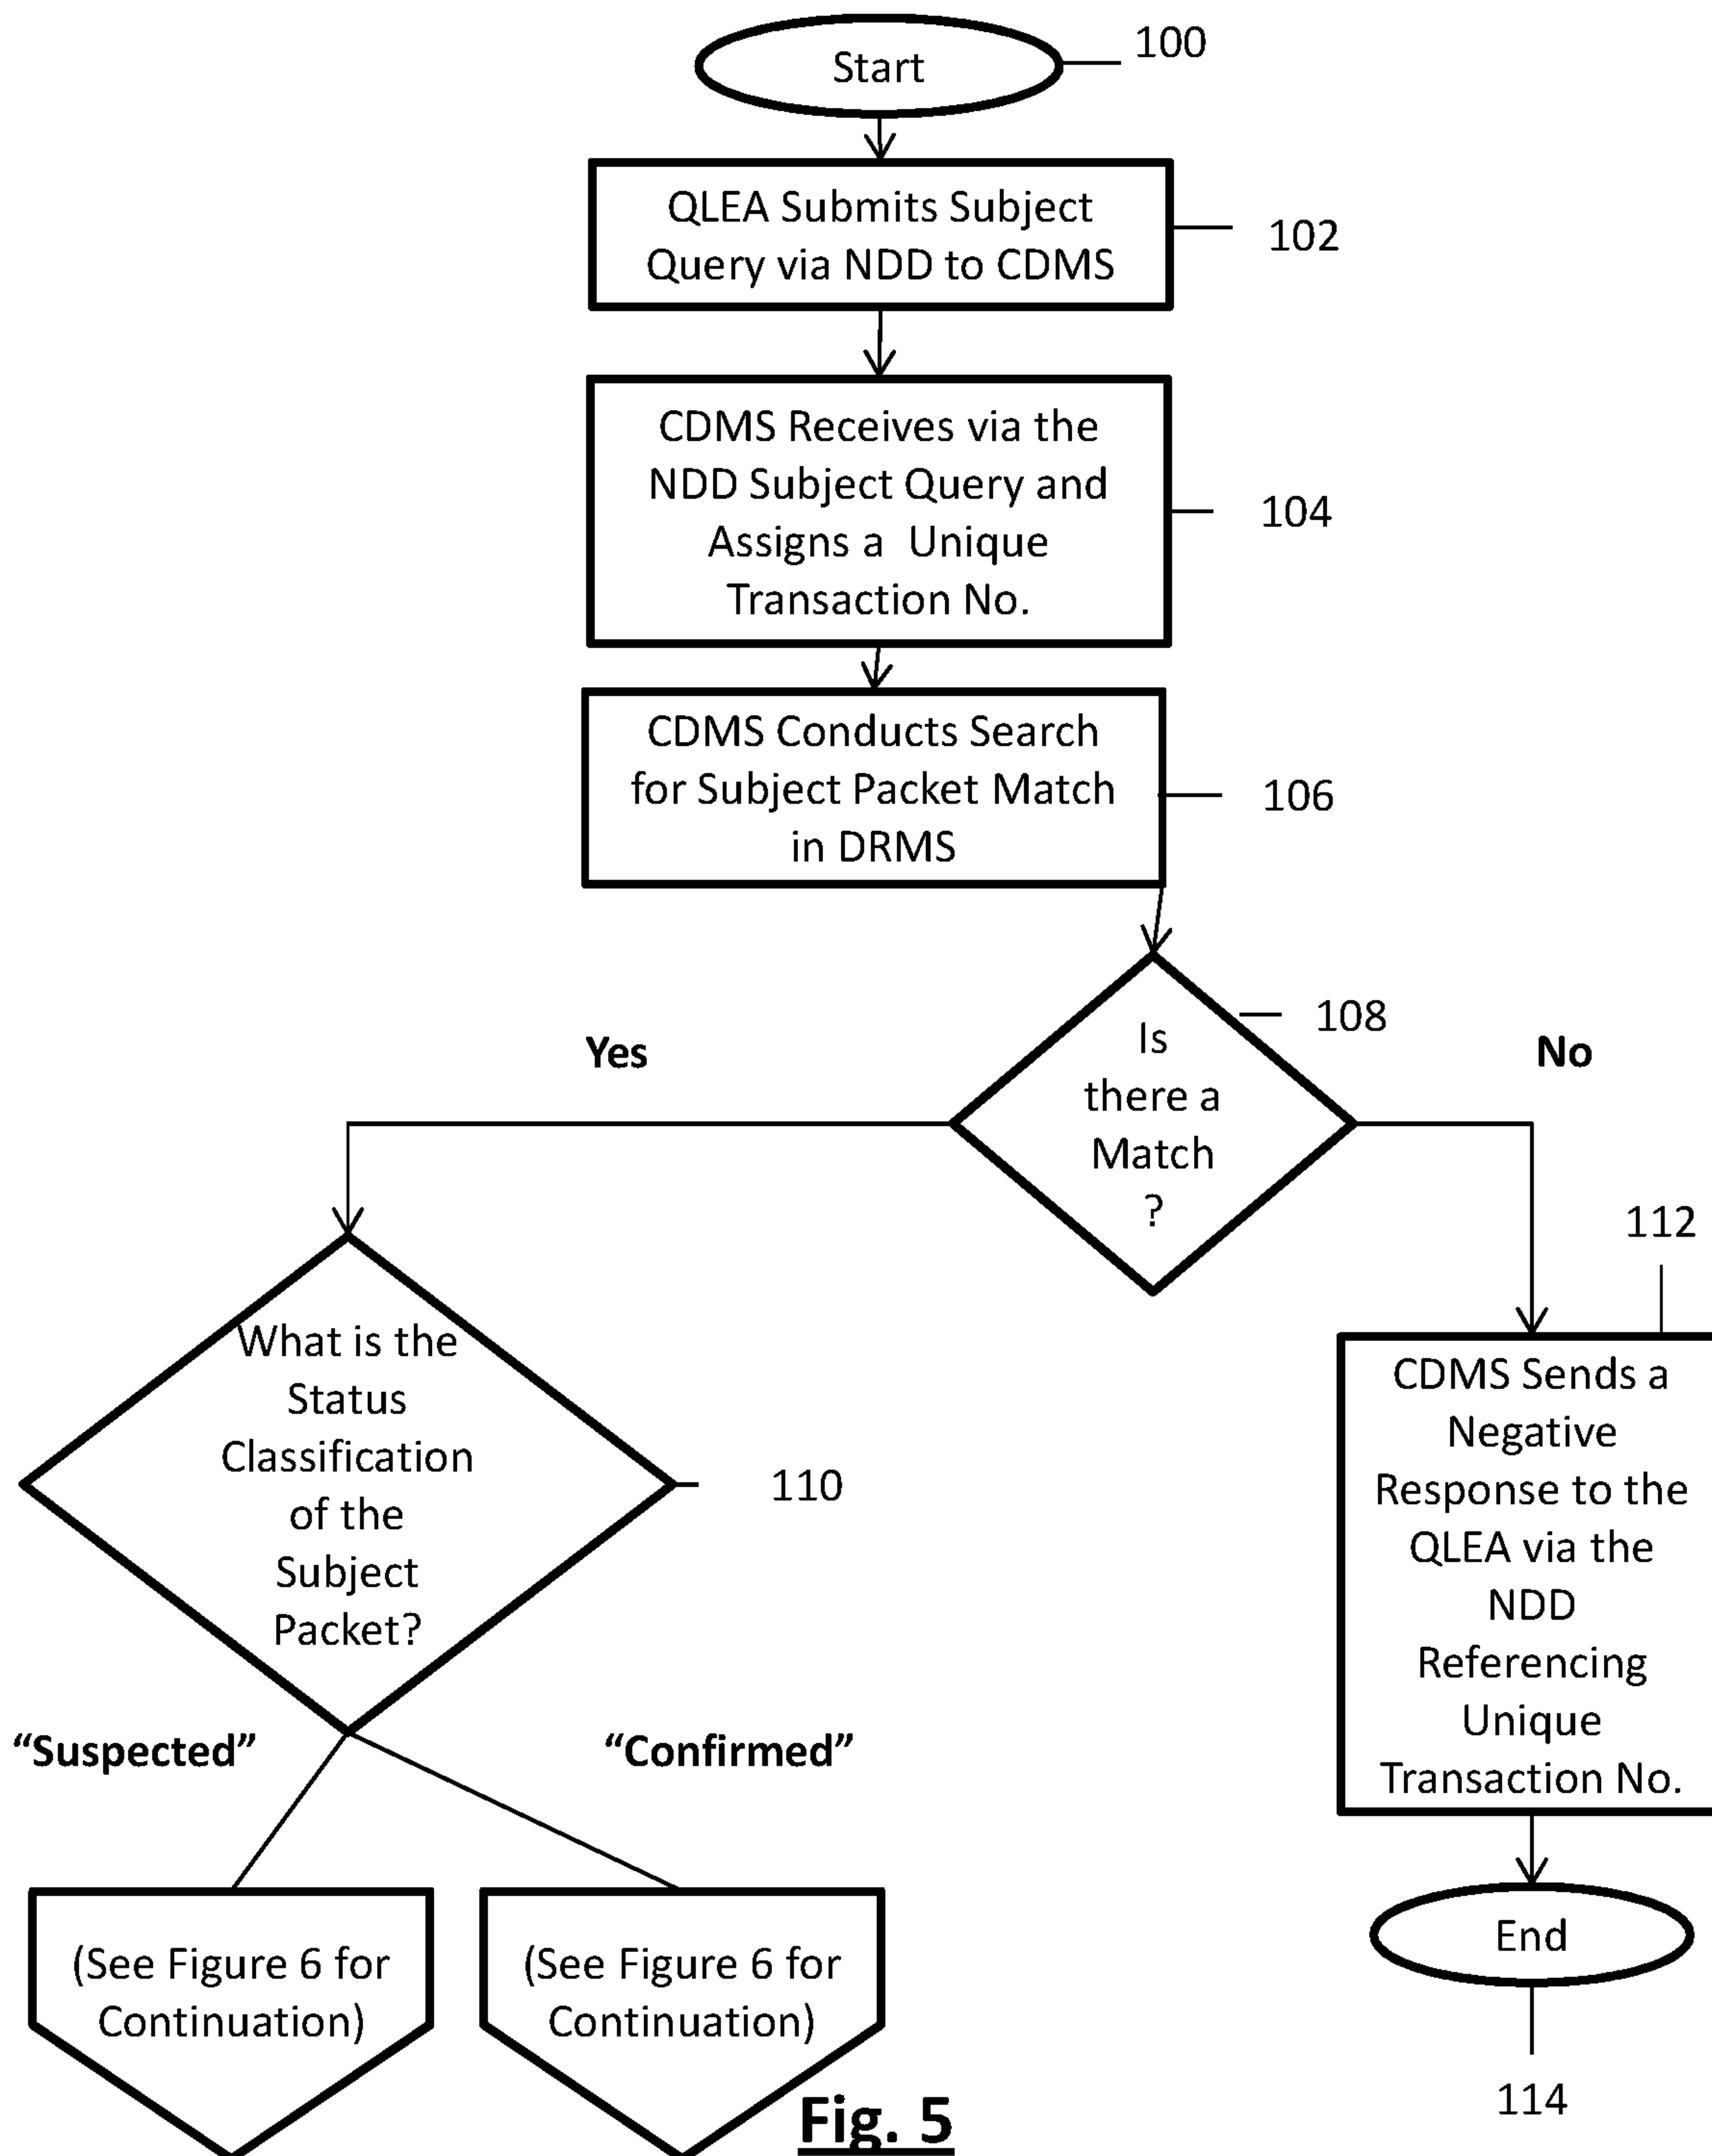 Start
100
QLEA Submits Subject
Query via NDD to CDMS
102
CDMS Receives via the
NDD Subject Query and
Assigns a Unique
Transaction No.
104
CDMS Conducts Search
for Subject Packet Match
in DRMS
106
Is
there a
Match
?
108
Yes
No
What is the
Status
Classification
of the
Subject
Packet?
110
112
CDMS Sends a
Negative
Response to the
QLEA via the
NDD
Referencing
Unique
Transaction No.
“Suspected”
“Confirmed”
(See Figure 6 for
Continuation)
(See Figure 6 for
Continuation)
End
114
Fig. 5